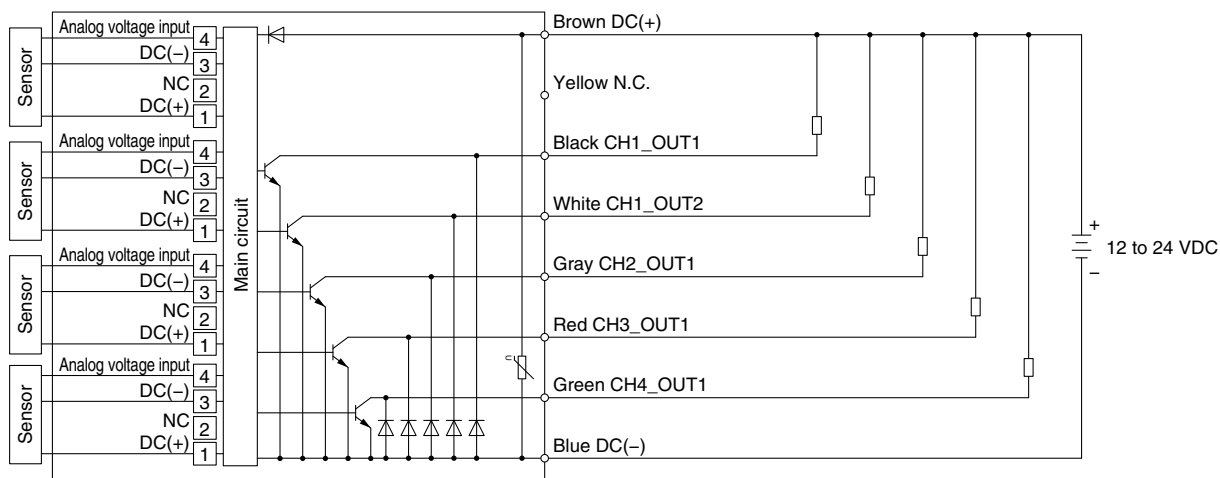 Sensor
Analog voltage input 4
DC(−) 3
NC 2
DC(+) 1
Sensor
Analog voltage input 4
DC(−) 3
NC 2
DC(+) 1
Sensor
Analog voltage input 4
DC(−) 3
NC 2
DC(+) 1
Sensor
Analog voltage input 4
DC(−) 3
NC 2
DC(+) 1
Main circuit
U
Brown DC(+)
Yellow N.C.
Black CH1_OUT1
White CH1_OUT2
Gray CH2_OUT1
Red CH3_OUT1
Green CH4_OUT1
Blue DC(−)
+
12 to 24 VDC
−